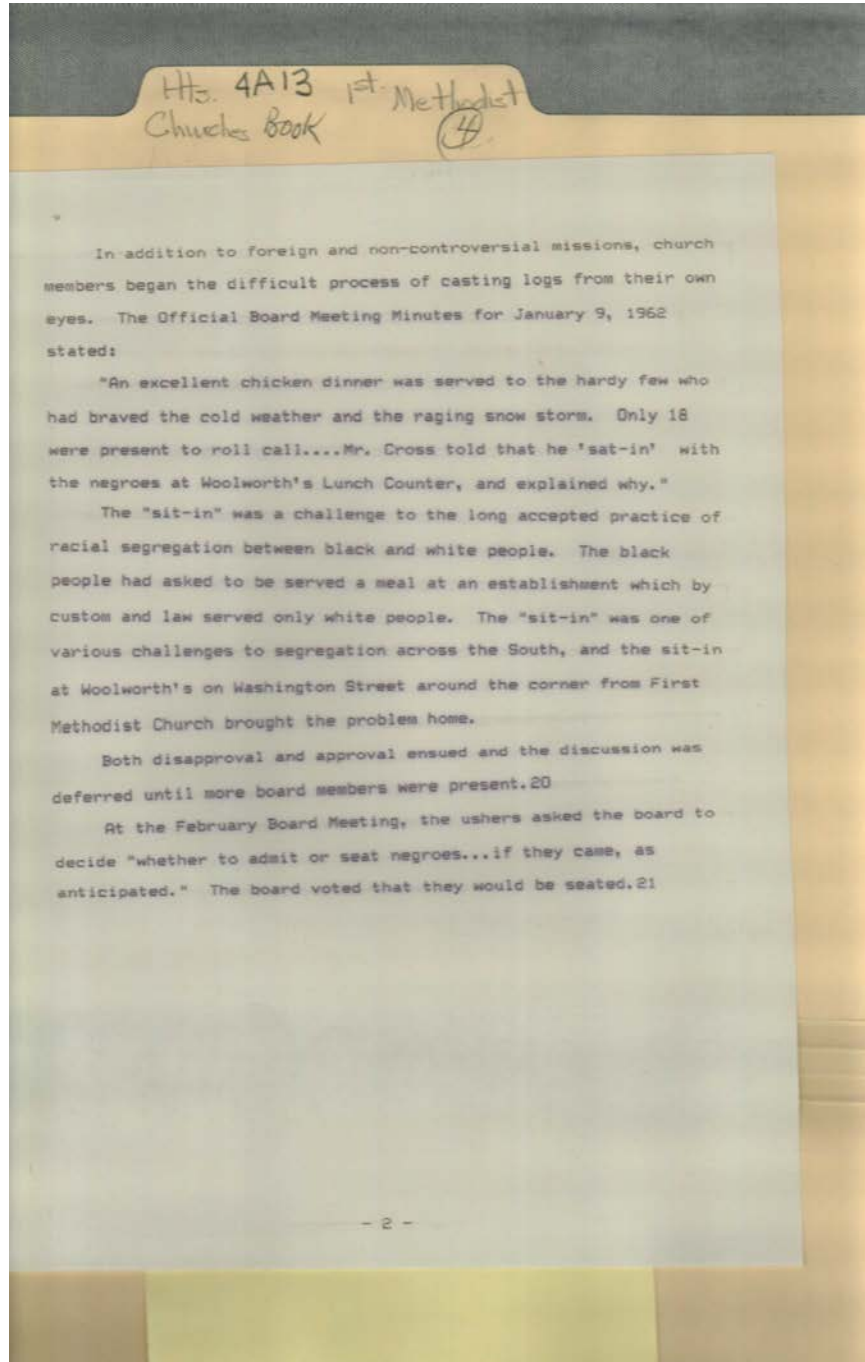 Hts. 4A13 1st. Methodist
Churches Book 4
In addition to foreign and non-controversial missions, church
members began the difficult process of casting logs from their own
eyes. The Official Board Meeting Minutes for January 9, 1962
stated:
"An excellent chicken dinner was served to the hardy few who
had braved the cold weather and the raging snow storm. Only 18
were present to roll call....Mr. Cross told that he 'sat-in' with
the negroes at Woolworth's Lunch Counter, and explained why."
The "sit-in" was a challenge to the long accepted practice of
racial segregation between black and white people. The black
people had asked to be served a meal at an establishment which by
custom and law served only white people. The "sit-in" was one of
various challenges to segregation across the South, and the sit-in
at Woolworth's on Washington Street around the corner from First
Methodist Church brought the problem home.
Both disapproval and approval ensued and the discussion was
deferred until more board members were present.20
At the February Board Meeting, the ushers asked the board to
decide "whether to admit or seat negroes...if they came, as
anticipated." The board voted that they would be seated.21
- 2 -